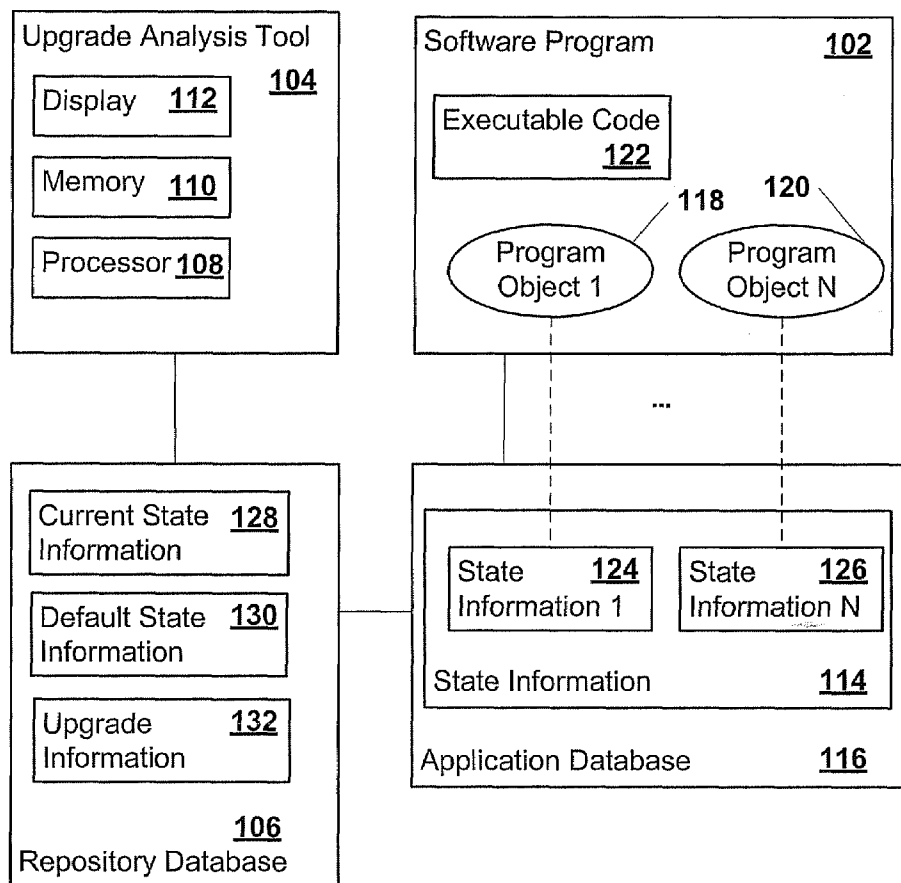 Upgrade Analysis Tool
104
Display 112
Memory 110
Processor 108
Software Program 102
Executable Code
122
118
120
Program
Object 1
Program
Object N
...
Current State 128
Information
Default State 130
Information
Upgrade 132
Information
106
Repository Database
State 124
Information 1
State 126
Information N
State Information 114
Application Database 116